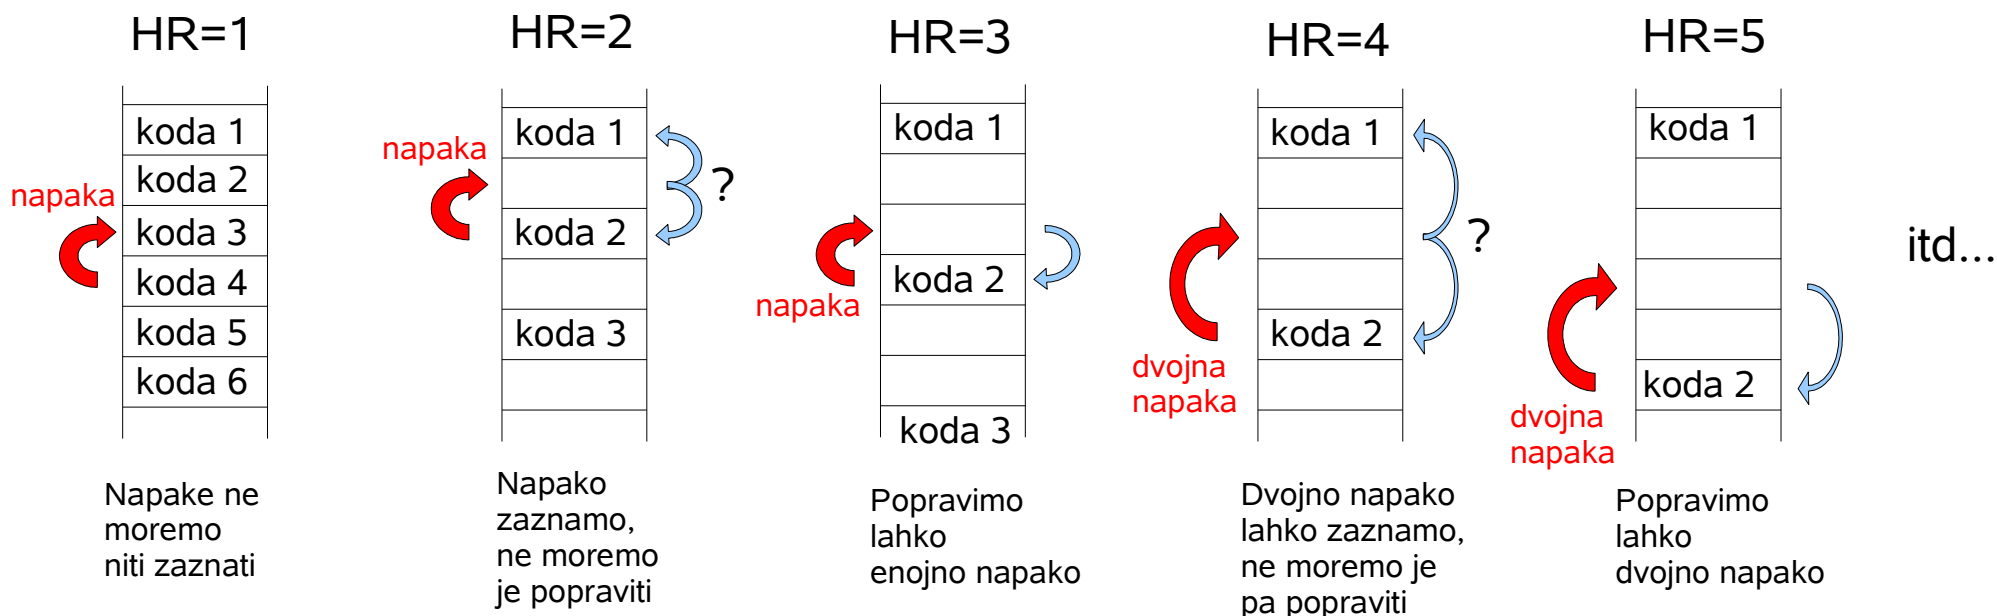 HR=1
napaka
koda 1
koda 2
koda 3
koda 4
koda 5
koda 6
Napake ne
moremo
niti zaznati
HR=2
napaka
koda 1
koda 2
koda 3
?
Napako
zaznamo,
ne moremo
je popraviti
HR=3
napaka
koda 1
koda 2
koda 3
Popravimo
lahko
enojno napako
HR=4
dvojna
napaka
koda 1
koda 2
?
Dvojno napako
lahko zaznamo,
ne moremo je
pa popraviti
HR=5
dvojna
napaka
koda 1
koda 2
Popravimo
lahko
dvojno napako
itd...